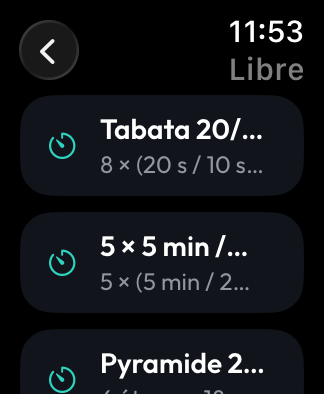 11:53
Libre
Tabata 20/...
8 × (20 s / 10 s...
5 × 5 min /...
5 × (5 min / 2...
Pyramide 2...